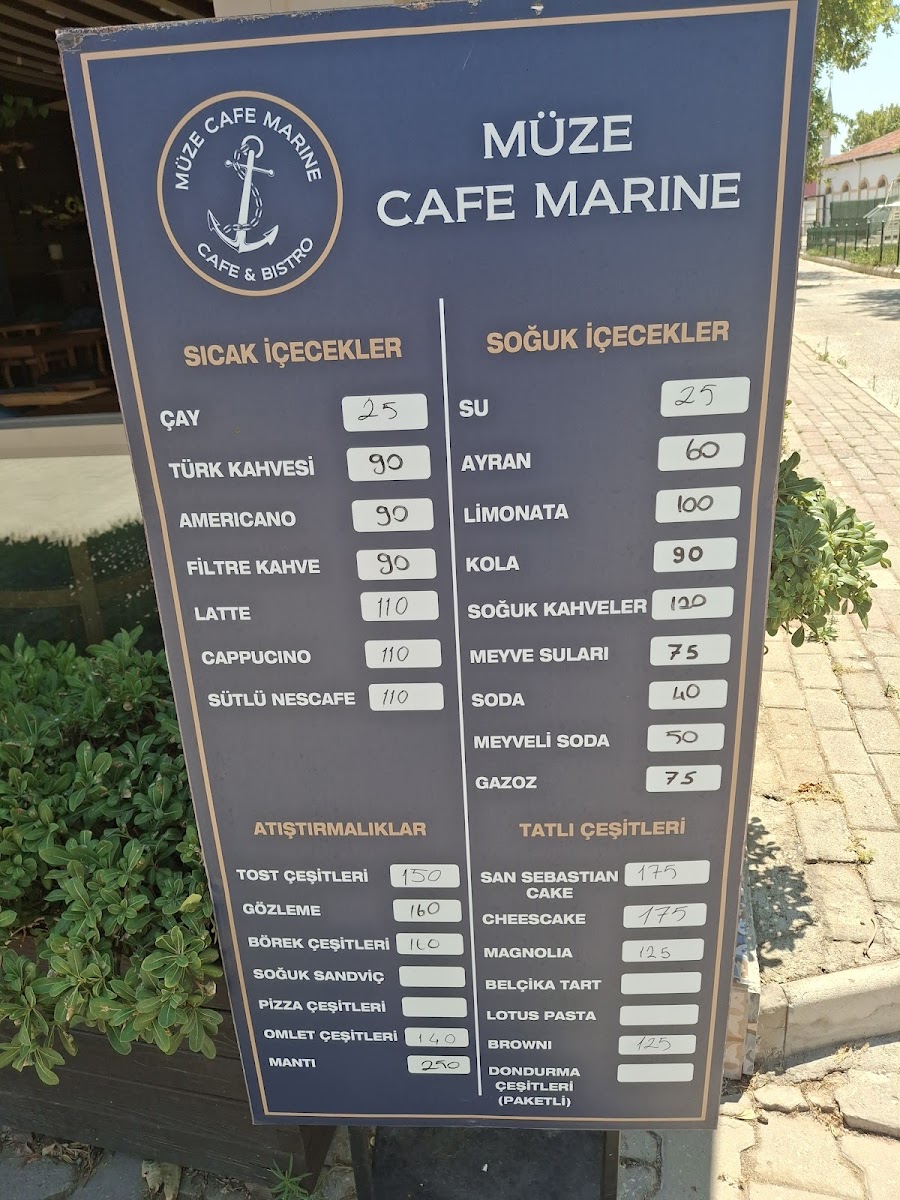 MÜZE CAFE MARINE
CAFE & BISTRO
MÜZE
CAFE MARINE
SICAK İÇECEKLER
ÇAY 25
TÜRK KAHVESİ 90
AMERICANO 90
FİLTRE KAHVE 90
LATTE 110
CAPPUCINO 110
SÜTLÜ NESCAFE 110
SOĞUK İÇECEKLER
SU 25
AYRAN 60
LİMONATA 100
KOLA 90
SOĞUK KAHVELER 120
MEYVE SULARI 75
SODA 40
MEYVELİ SODA 50
GAZOZ 75
ATIŞTIRMALIKLAR
TOST ÇEŞİTLERİ 150
GÖZLEME 160
BÖREK ÇEŞİTLERİ
SOĞUK SANDVİÇ
PİZZA ÇEŞİTLERİ
OMLET ÇEŞİTLERİ 140
MANTI 250
TATLI ÇEŞİTLERİ
SAN SEBASTIAN 175
CAKE
CHEESCAKE 175
MAGNOLIA 125
BELÇİKA TART
LOTUS PASTA
BROWNI 125
DONDURMA
ÇEŞİTLERİ
(PAKETLİ)